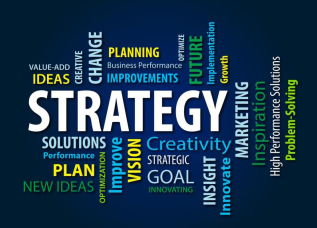 VALUE-ADD
IDEAS
CREATIVE
CHANGE
PLANNING
Business Performance
IMPROVEMENTS
OPTIMIZE
FUTURE
Implementation
Growth
STRATEGY
MARKETING
Inspiration
High Performance Solutions
Problem-Solving
SOLUTIONS
Performance
PLAN
NEW IDEAS
OPTIMIZATION
Improve
VISION
Creativity
STRATEGIC
GOAL
INNOVATING
INSIGHT
Innovate